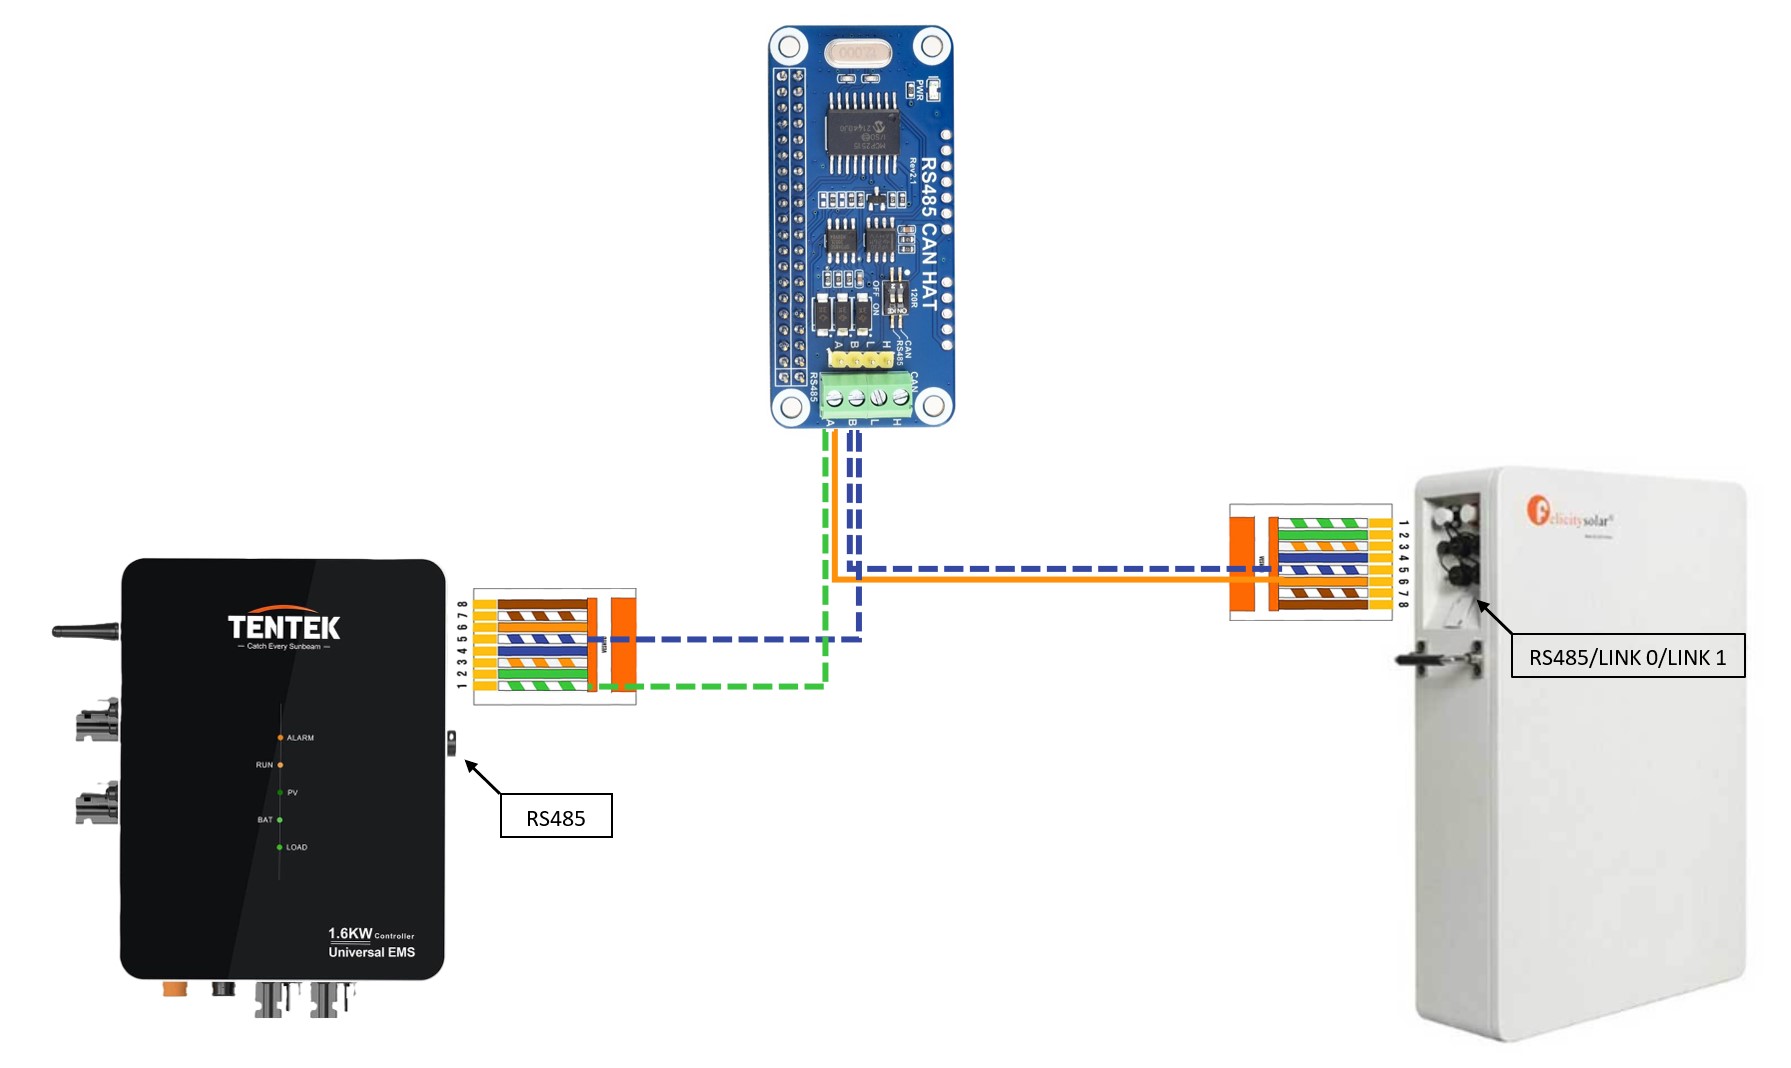 PWR
MCP2515
RS485 CAN HAT
Rev2.1
OFF ON
120R
CAN
RS485
A B L H
RS485
CAN
A B L H
felicitysolar
1
2
3
4
5
6
7
8
RS485/LINK 0/LINK 1
8
7
6
5
4
3
2
1
TENTEK
— Catch Every Sunbeam —
ALARM
RUN
PV
BAT
LOAD
1.6KW Controller
Universal EMS
RS485